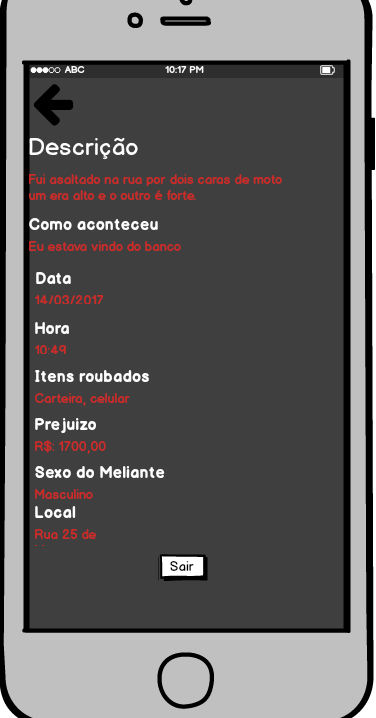 ABC 10:17 PM
Descrição
Fui asaltado na rua por dois caras de moto
um era alto e o outro é forte.
Como aconteceu
Eu estava vindo do banco
Data
14/03/2017
Hora
10:49
Itens roubados
Carteira, celular
Prejuizo
R$: 1700,00
Sexo do Meliante
Masculino
Local
Rua 25 de
Sair